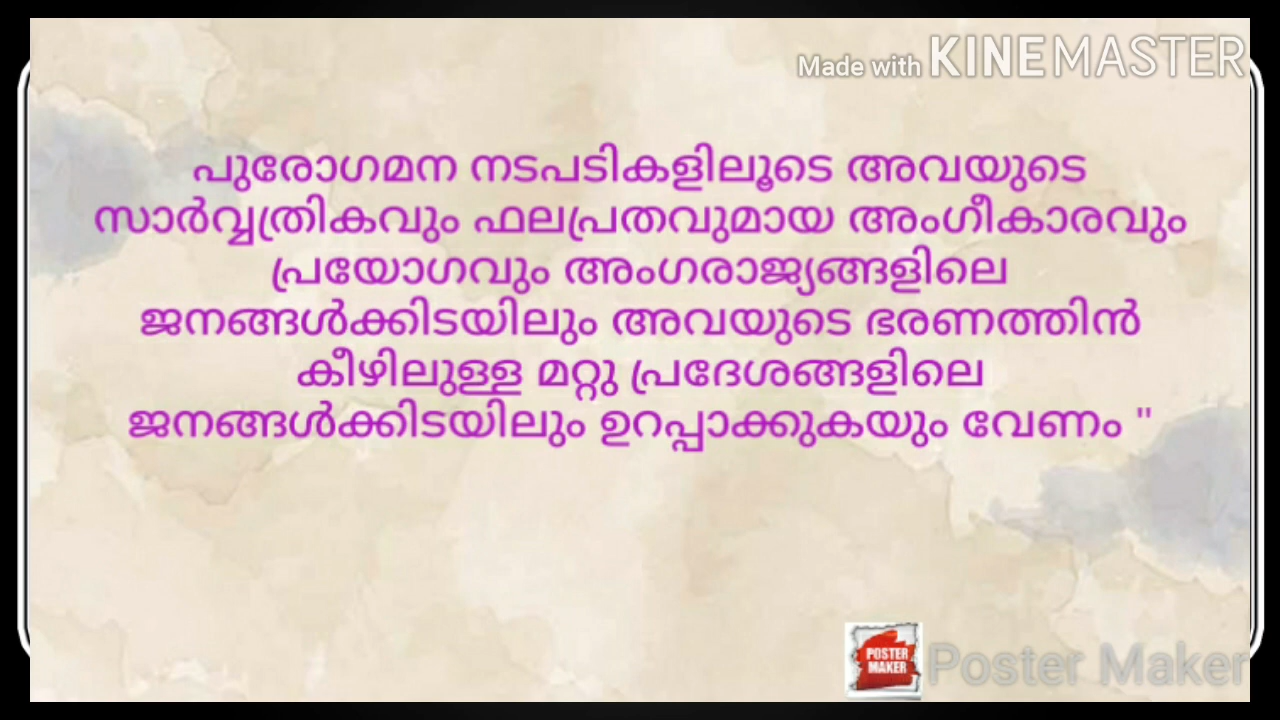 Made with KINEMASTER
പുരോഗമന നടപടികളിലൂടെ അവയുടെ
സാർവ്വത്രികവും ഫലപ്രതവുമായ അംഗീകാരവും
പ്രയോഗവും അംഗരാജ്യങ്ങളിലെ
ജനങ്ങൾക്കിടയിലും അവയുടെ ഭരണത്തിൻ
കീഴിലുള്ള മറ്റു പ്രദേശങ്ങളിലെ
ജനങ്ങൾക്കിടയിലും ഉറപ്പാക്കുകയും വേണം "
POSTER
MAKER
Poster Maker